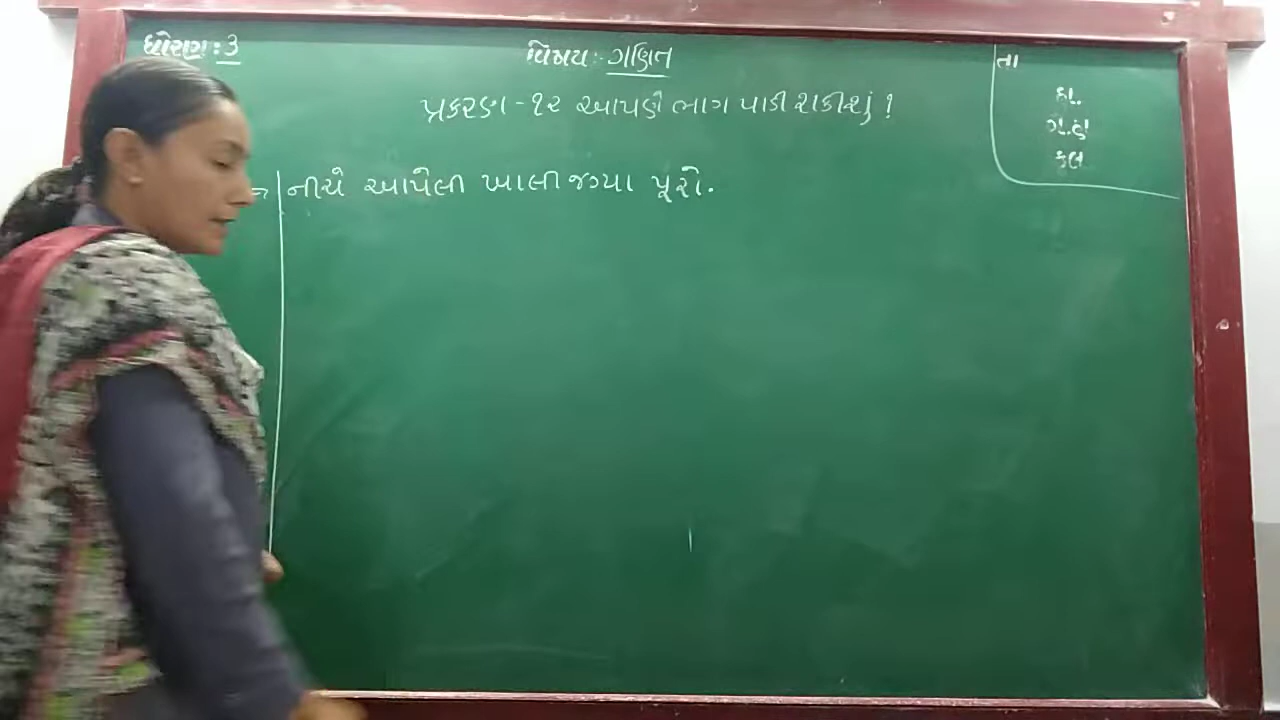 ધોરણ : 3
વિષય :- ગણિત
પ્રકરણ - ૧૨ આપણે ભાગ પાડી શકીશું ?
નીચે આપેલી ખાલી જગ્યા પૂરો.
તા
હા.
ગા.હા
કુલ